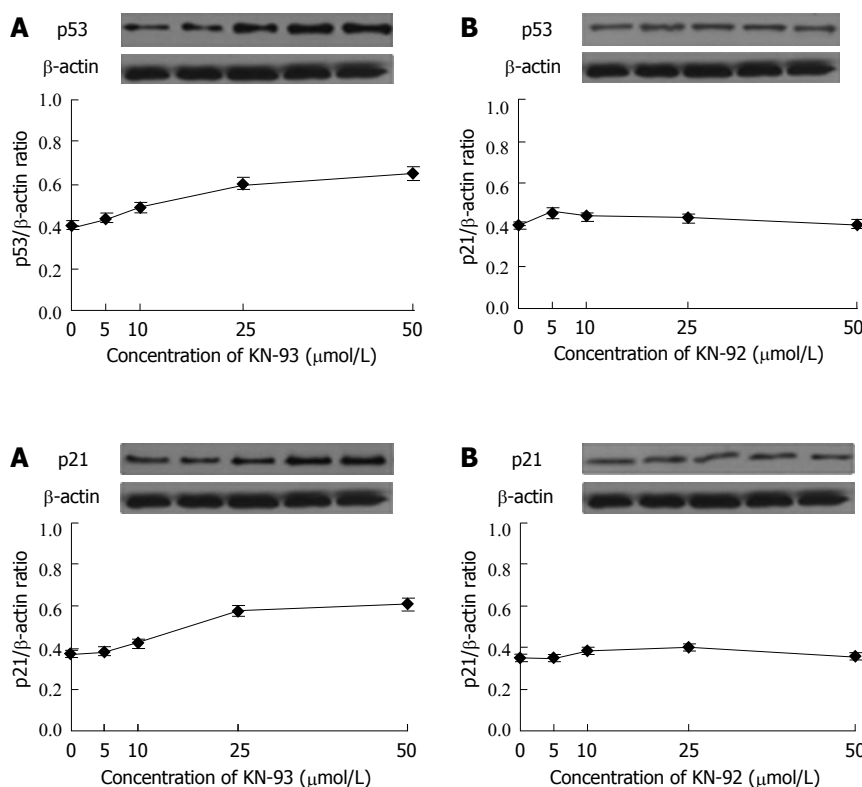 A p53
β-actin
1.0
0.8
0.6
0.4
0.2
0.0
p53/β-actin ratio
0 5 10 25 50
Concentration of KN-93 (μmol/L)
B p53
β-actin
1.0
0.8
0.6
0.4
0.2
0.0
p21/β-actin ratio
0 5 10 25 50
Concentration of KN-92 (μmol/L)
A p21
β-actin
1.0
0.8
0.6
0.4
0.2
0.0
p21/β-actin ratio
0 5 10 25 50
Concentration of KN-93 (μmol/L)
B p21
β-actin
1.0
0.8
0.6
0.4
0.2
0.0
p21/β-actin ratio
0 5 10 25 50
Concentration of KN-92 (μmol/L)